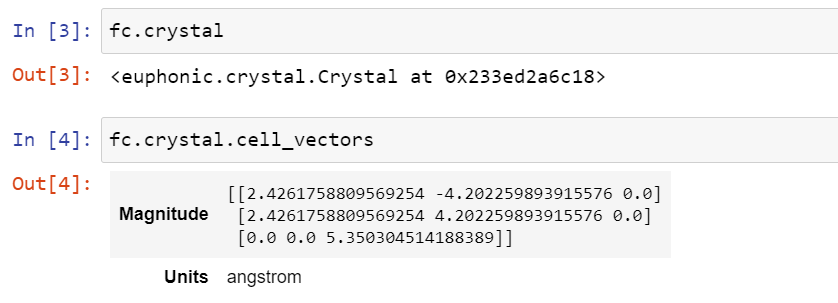 In [3]: fc.crystal
Out[3]: <euphonic.crystal.Crystal at 0x233ed2a6c18>
In [4]: fc.crystal.cell_vectors
Out[4]:
[[2.4261758809569254 -4.202259893915576 0.0]
Magnitude [2.4261758809569254 4.202259893915576 0.0]
[0.0 0.0 5.350304514188389]]
Units angstrom